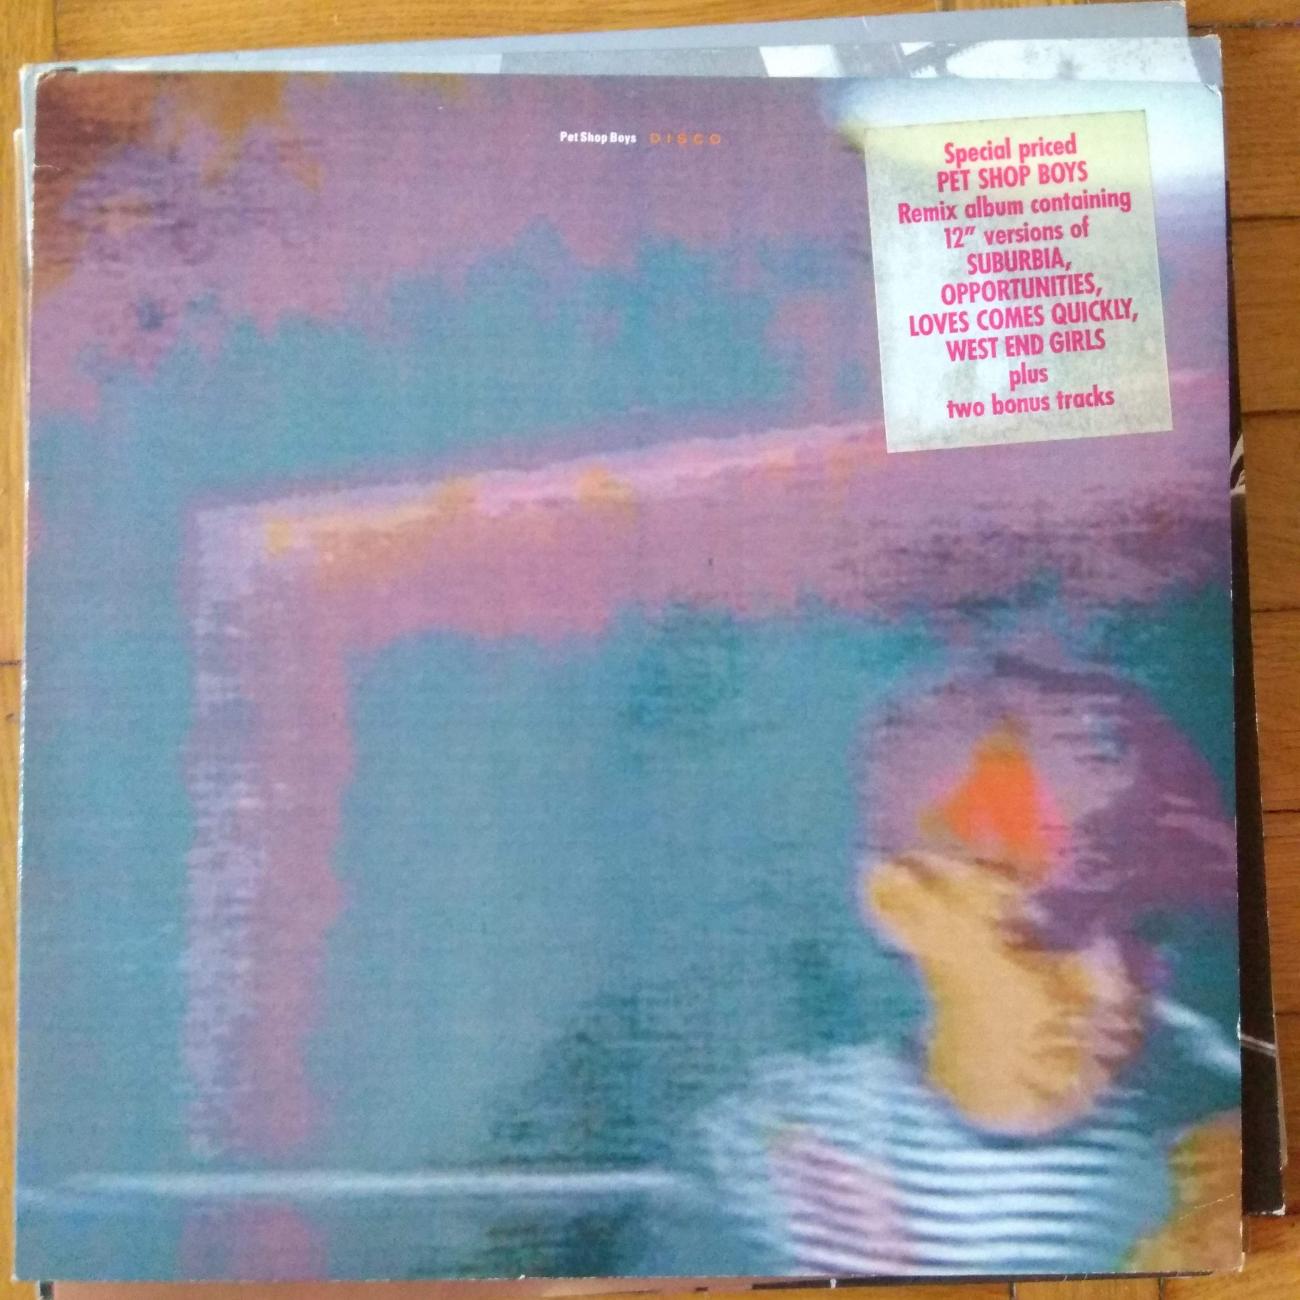 Pet Shop Boys DISCO
Special priced
PET SHOP BOYS
Remix album containing
12” versions of
SUBURBIA,
OPPORTUNITIES,
LOVES COMES QUICKLY,
WEST END GIRLS
plus
two bonus tracks